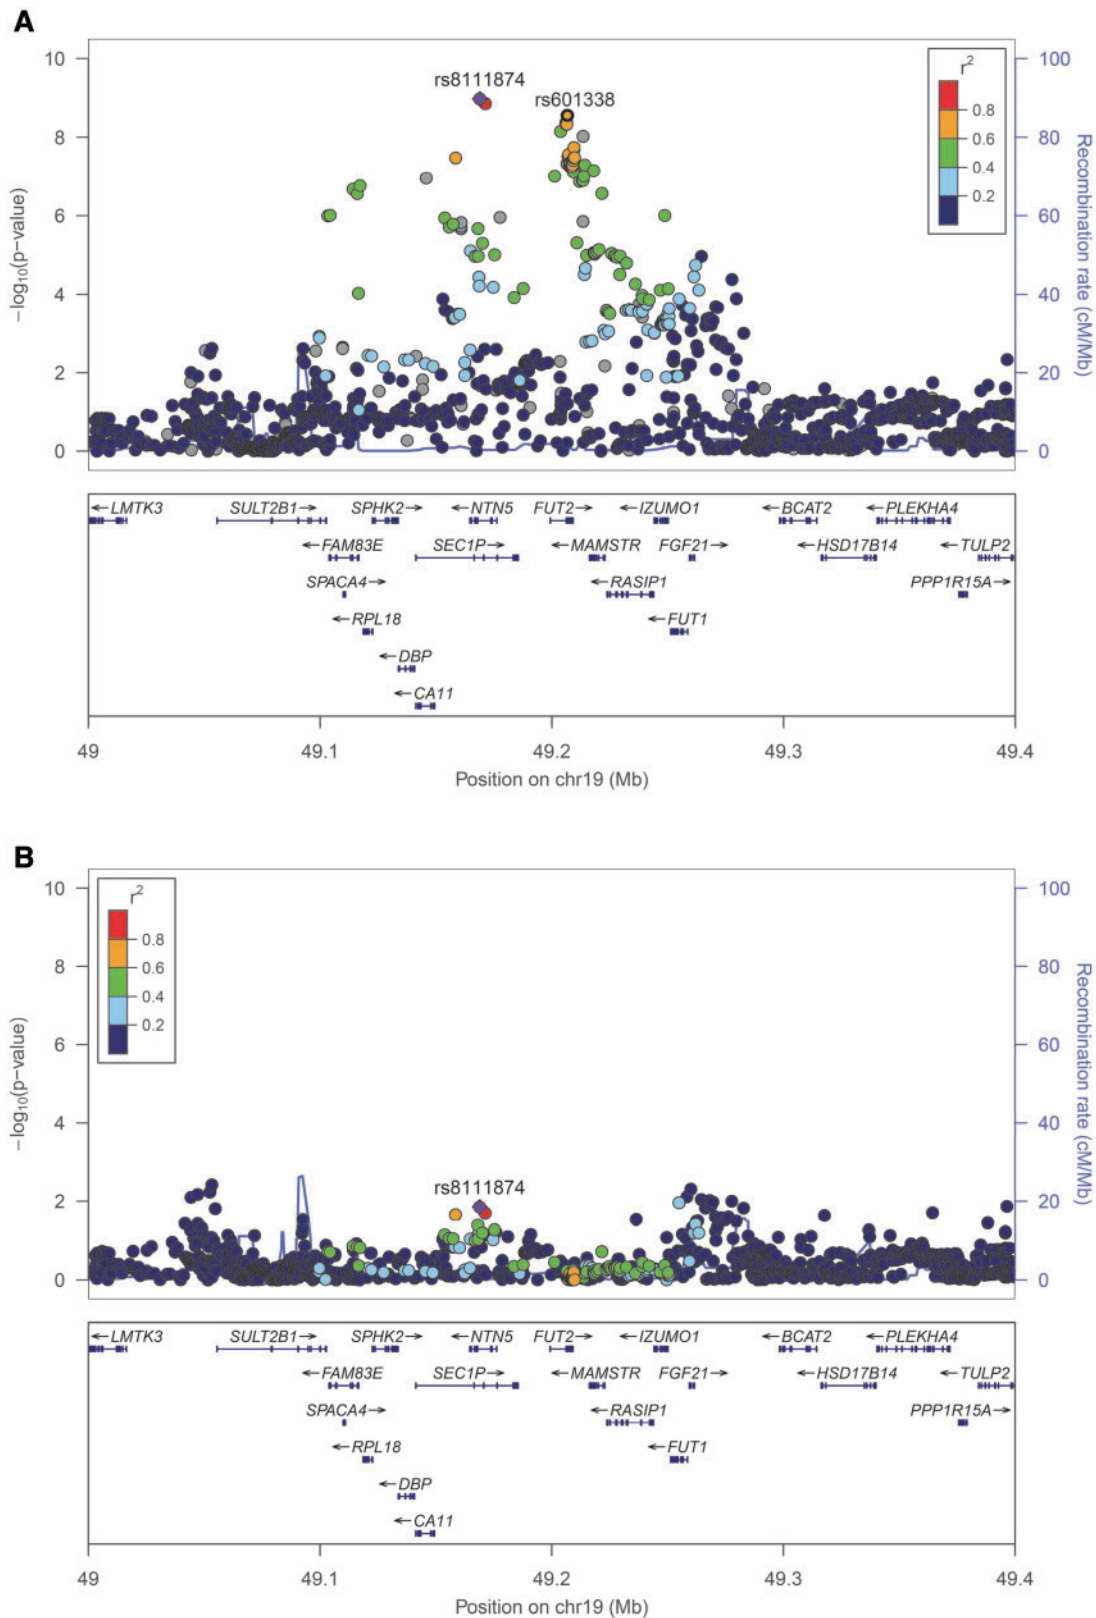 A
rs8111874
rs601338
r2
0.8
0.6
0.4
0.2
10
8
6
4
2
0
−log10(p−value)
100
80
60
40
20
0
Recombination rate (cM/Mb)
←LMTK3 SULT2B1→ SPHK2→ ←NTN5 FUT2→ ←IZUMO1 ←BCAT2 ←PLEKHA4
←FAM83E SEC1P→ ←MAMSTR FGF21→ ←HSD17B14 ←TULP2
SPACA4→ ←RASIP1 PPP1R15A→
←RPL18 ←FUT1
←DBP
←CA11
49 49.1 49.2 49.3 49.4
Position on chr19 (Mb)
B
r2
0.8
0.6
0.4
0.2
rs8111874
10
8
6
4
2
0
−log10(p−value)
100
80
60
40
20
0
Recombination rate (cM/Mb)
←LMTK3 SULT2B1→ SPHK2→ ←NTN5 FUT2→ ←IZUMO1 ←BCAT2 ←PLEKHA4
←FAM83E SEC1P→ ←MAMSTR FGF21→ ←HSD17B14 ←TULP2
SPACA4→ ←RASIP1 PPP1R15A→
←RPL18 ←FUT1
←DBP
←CA11
49 49.1 49.2 49.3 49.4
Position on chr19 (Mb)